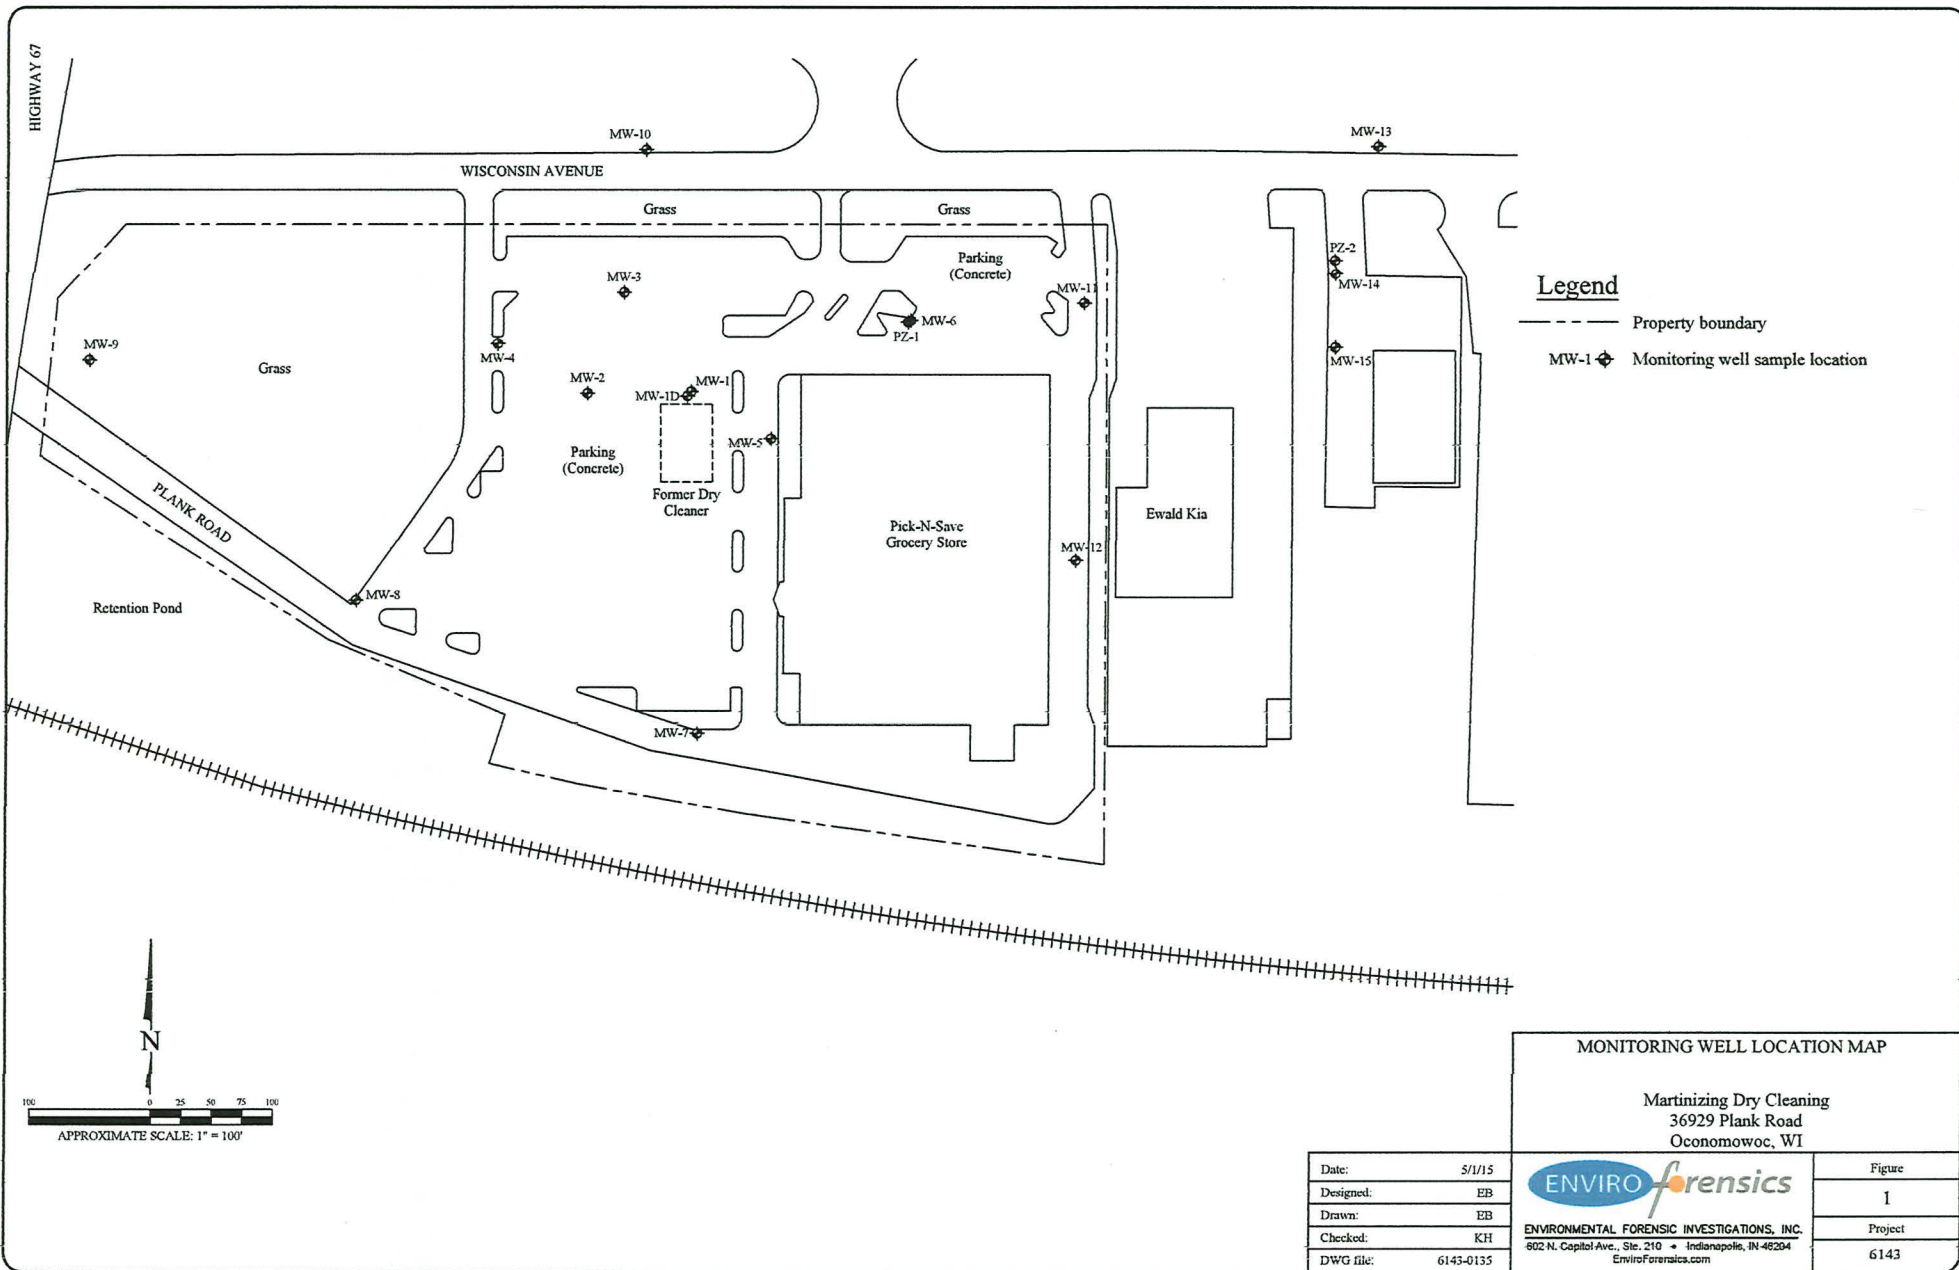 HIGHWAY 67
MW-10
MW-13
WISCONSIN AVENUE
Grass
Grass
Parking
(Concrete)
PZ-2
MW-14
MW-3
MW-11
MW-6
PZ-1
MW-9
MW-4
Grass
MW-15
MW-2
MW-1
MW-1D
MW-5
Parking
(Concrete)
Former Dry
Cleaner
PLANK ROAD
Pick-N-Save
Grocery Store
Ewald Kia
MW-12
MW-8
Retention Pond
MW-7
Legend
Property boundary
MW-1 Monitoring well sample location
N
100 0 25 50 75 100
APPROXIMATE SCALE: 1" = 100'
MONITORING WELL LOCATION MAP
Martinizing Dry Cleaning
36929 Plank Road
Oconomowoc, WI
Date: 5/1/15
Designed: EB
Drawn: EB
Checked: KH
DWG file: 6143-0135
ENVIROforensics
ENVIRONMENTAL FORENSIC INVESTIGATIONS, INC.
602 N. Capitol Ave., Ste. 210 • Indianapolis, IN 46204
EnviroForensics.com
Figure
1
Project
6143